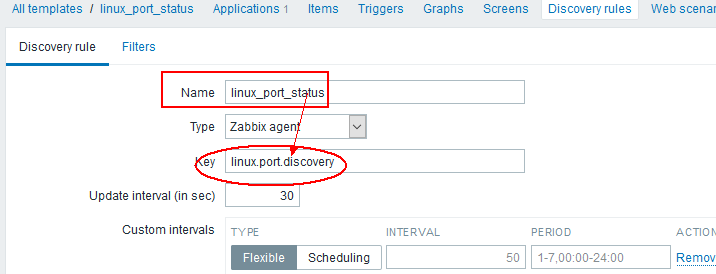 All templates / linux_port_status Applications 1 Items Triggers Graphs Screens Discovery rules Web scenar
Discovery rule Filters
Name linux_port_status
Type Zabbix agent
Key linux.port.discovery
Update interval (in sec) 30
Custom intervals TYPE INTERVAL PERIOD ACTION
Flexible Scheduling 50 1-7,00:00-24:00 Remov